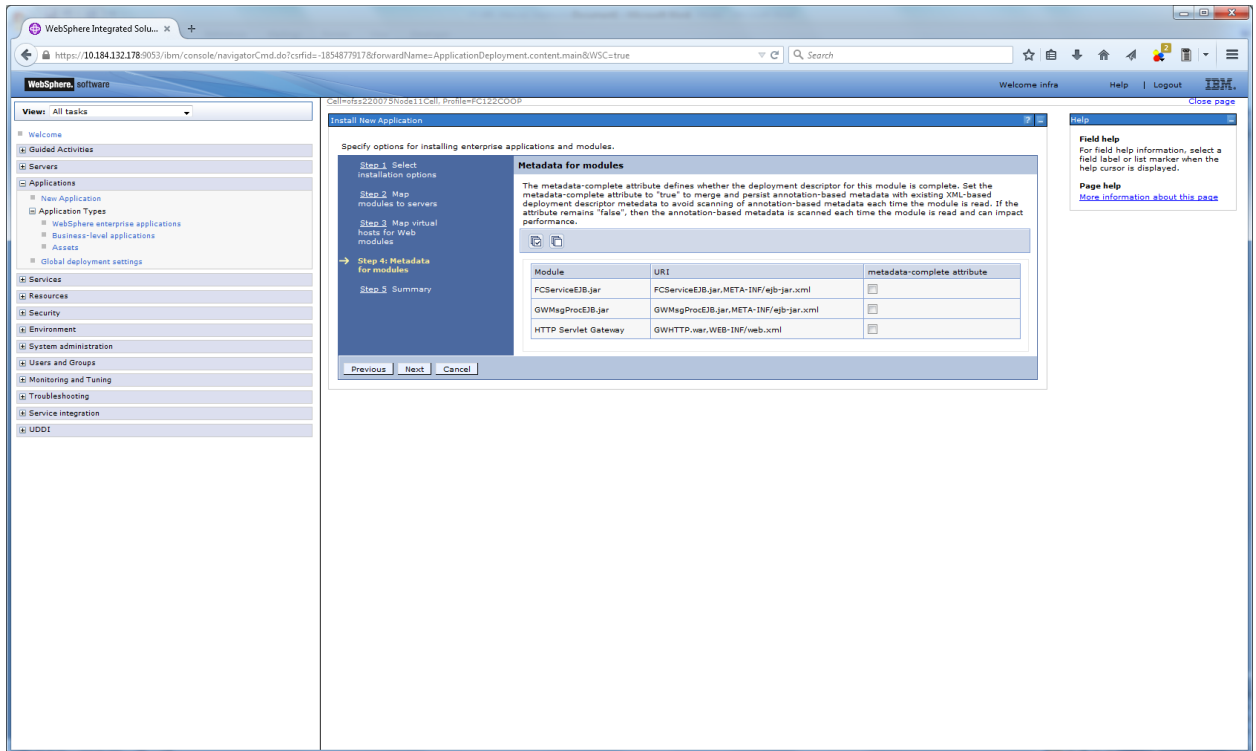 WebSphere Integrated Solu... ×
https://10.184.132.178:9053/ibm/console/navigatorCmd.do?csrfid=-1854877917&forwardName=ApplicationDeployment.content.main&WSC=true
Search
2
WebSphere. software
Welcome infra
Help | Logout
IBM.
View: All tasks
Welcome
Guided Activities
Servers
Applications
New Application
Application Types
WebSphere enterprise applications
Business-level applications
Assets
Global deployment settings
Services
Resources
Security
Environment
System administration
Users and Groups
Monitoring and Tuning
Troubleshooting
Service integration
UDDI
Cell=ofss220075Node11Cell, Profile=FC122COOP
Close page
Install New Application
? –
Specify options for installing enterprise applications and modules.
Step 1 Select
installation options
Step 2 Map
modules to servers
Step 3 Map virtual
hosts for Web
modules
Step 4: Metadata
for modules
Step 5 Summary
Metadata for modules
The metadata-complete attribute defines whether the deployment descriptor for this module is complete. Set the
metadata-complete attribute to "true" to merge and persist annotation-based metadata with existing XML-based
deployment descriptor metedata to avoid scanning of annotation-based metadata each time the module is read. If the
attribute remains "false", then the annotation-based metadata is scanned each time the module is read and can impact
performance.
Module URI metadata-complete attribute
FCServiceEJB.jar FCServiceEJB.jar,META-INF/ejb-jar.xml
GWMsgProcEJB.jar GWMsgProcEJB.jar,META-INF/ejb-jar.xml
HTTP Servlet Gateway GWHTTP.war,WEB-INF/web.xml
Previous Next Cancel
Help
Field help
For field help information, select a
field label or list marker when the
help cursor is displayed.
Page help
More information about this page